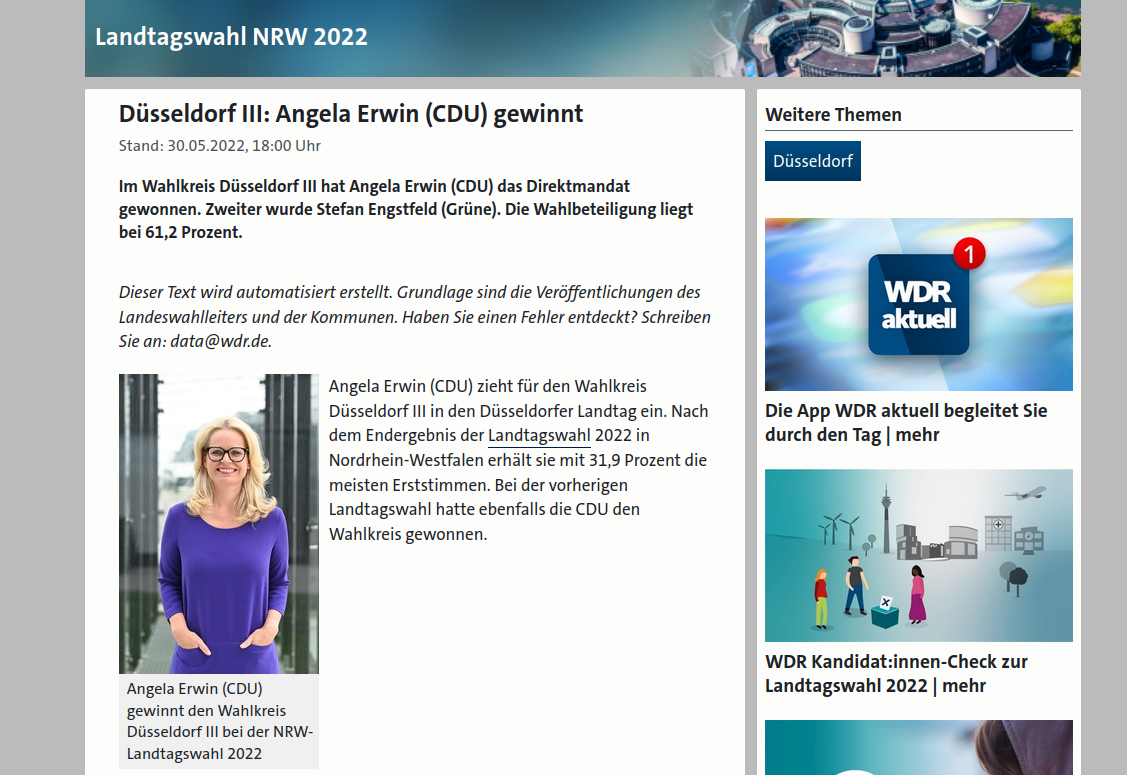 Landtagswahl NRW 2022
Düsseldorf III: Angela Erwin (CDU) gewinnt
Stand: 30.05.2022, 18:00 Uhr
Im Wahlkreis Düsseldorf III hat Angela Erwin (CDU) das Direktmandat
gewonnen. Zweiter wurde Stefan Engstfeld (Grüne). Die Wahlbeteiligung liegt
bei 61,2 Prozent.
Dieser Text wird automatisiert erstellt. Grundlage sind die Veröffentlichungen des
Landeswahlleiters und der Kommunen. Haben Sie einen Fehler entdeckt? Schreiben
Sie an: data@wdr.de.
Angela Erwin (CDU) zieht für den Wahlkreis
Düsseldorf III in den Düsseldorfer Landtag ein. Nach
dem Endergebnis der Landtagswahl 2022 in
Nordrhein-Westfalen erhält sie mit 31,9 Prozent die
meisten Erststimmen. Bei der vorherigen
Landtagswahl hatte ebenfalls die CDU den
Wahlkreis gewonnen.
Angela Erwin (CDU)
gewinnt den Wahlkreis
Düsseldorf III bei der NRW-
Landtagswahl 2022
Weitere Themen
Düsseldorf
1
WDR
aktuell
Die App WDR aktuell begleitet Sie
durch den Tag | mehr
WDR Kandidat:innen-Check zur
Landtagswahl 2022 | mehr